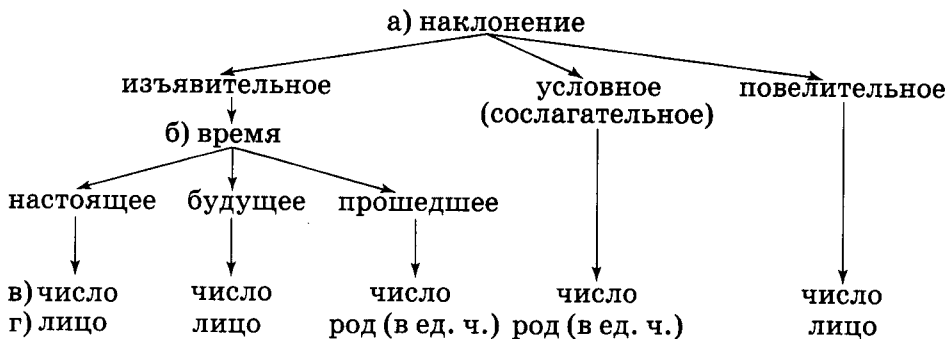 а) наклонение
изъявительное условное повелительное
(сослагательное)
б) время
настоящее будущее прошедшее
в) число число число число число
г) лицо лицо род (в ед. ч.) род (в ед. ч.) лицо